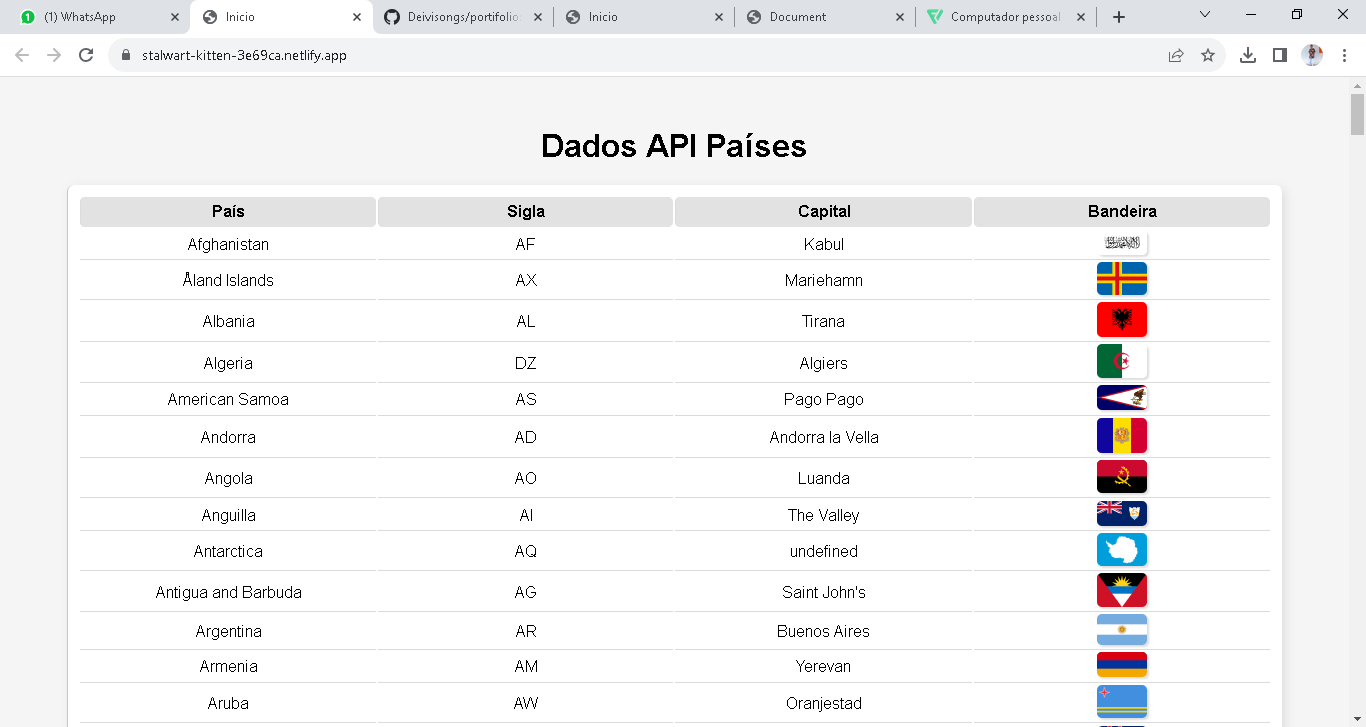 (1) WhatsApp
Inicio
Deivisongs/portifolio
Inicio
Document
Computador pessoal
stalwart-kitten-3e69ca.netlify.app
Dados API Países
País Sigla Capital Bandeira
Afghanistan AF Kabul
Åland Islands AX Mariehamn
Albania AL Tirana
Algeria DZ Algiers
American Samoa AS Pago Pago
Andorra AD Andorra la Vella
Angola AO Luanda
Anguilla AI The Valley
Antarctica AQ undefined
Antigua and Barbuda AG Saint John's
Argentina AR Buenos Aires
Armenia AM Yerevan
Aruba AW Oranjestad